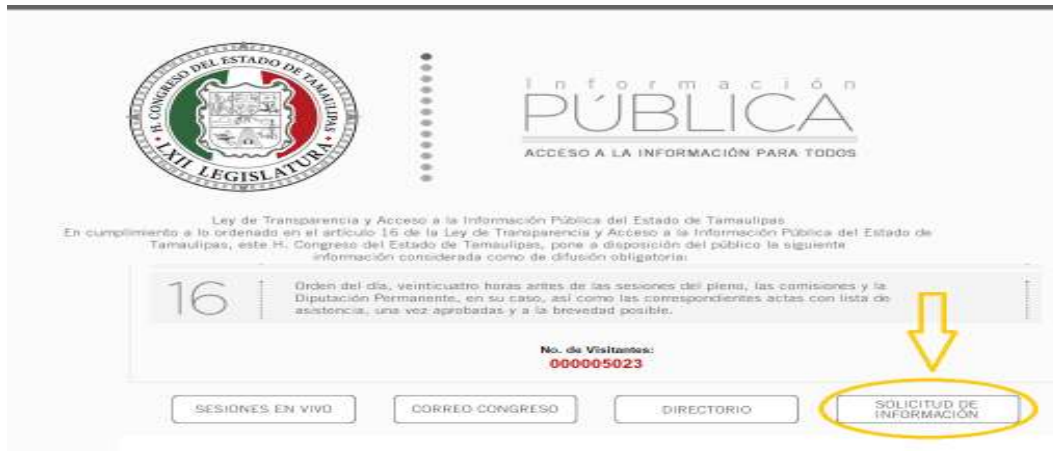 H. CONGRESO DEL ESTADO DE TAMAULIPAS
LXII LEGISLATURA
Información
PÚBLICA
ACCESO A LA INFORMACIÓN PARA TODOS
Ley de Transparencia y Acceso a la Información Pública del Estado de Tamaulipas
En cumplimiento a lo ordenado en el artículo 16 de la Ley de Transparencia y Acceso a la Información Pública del Estado de
Tamaulipas, este H. Congreso del Estado de Tamaulipas, pone a disposición del público la siguiente
información considerada como de difusión obligatoria:
16
Orden del día, veinticuatro horas antes de las sesiones del pleno, las comisiones y la
Diputación Permanente, en su caso, así como las correspondientes actas con lista de
asistencia, una vez aprobadas y a la brevedad posible.
No. de Visitantes:
000005023
SESIONES EN VIVO
CORREO CONGRESO
DIRECTORIO
SOLICITUD DE
INFORMACIÓN